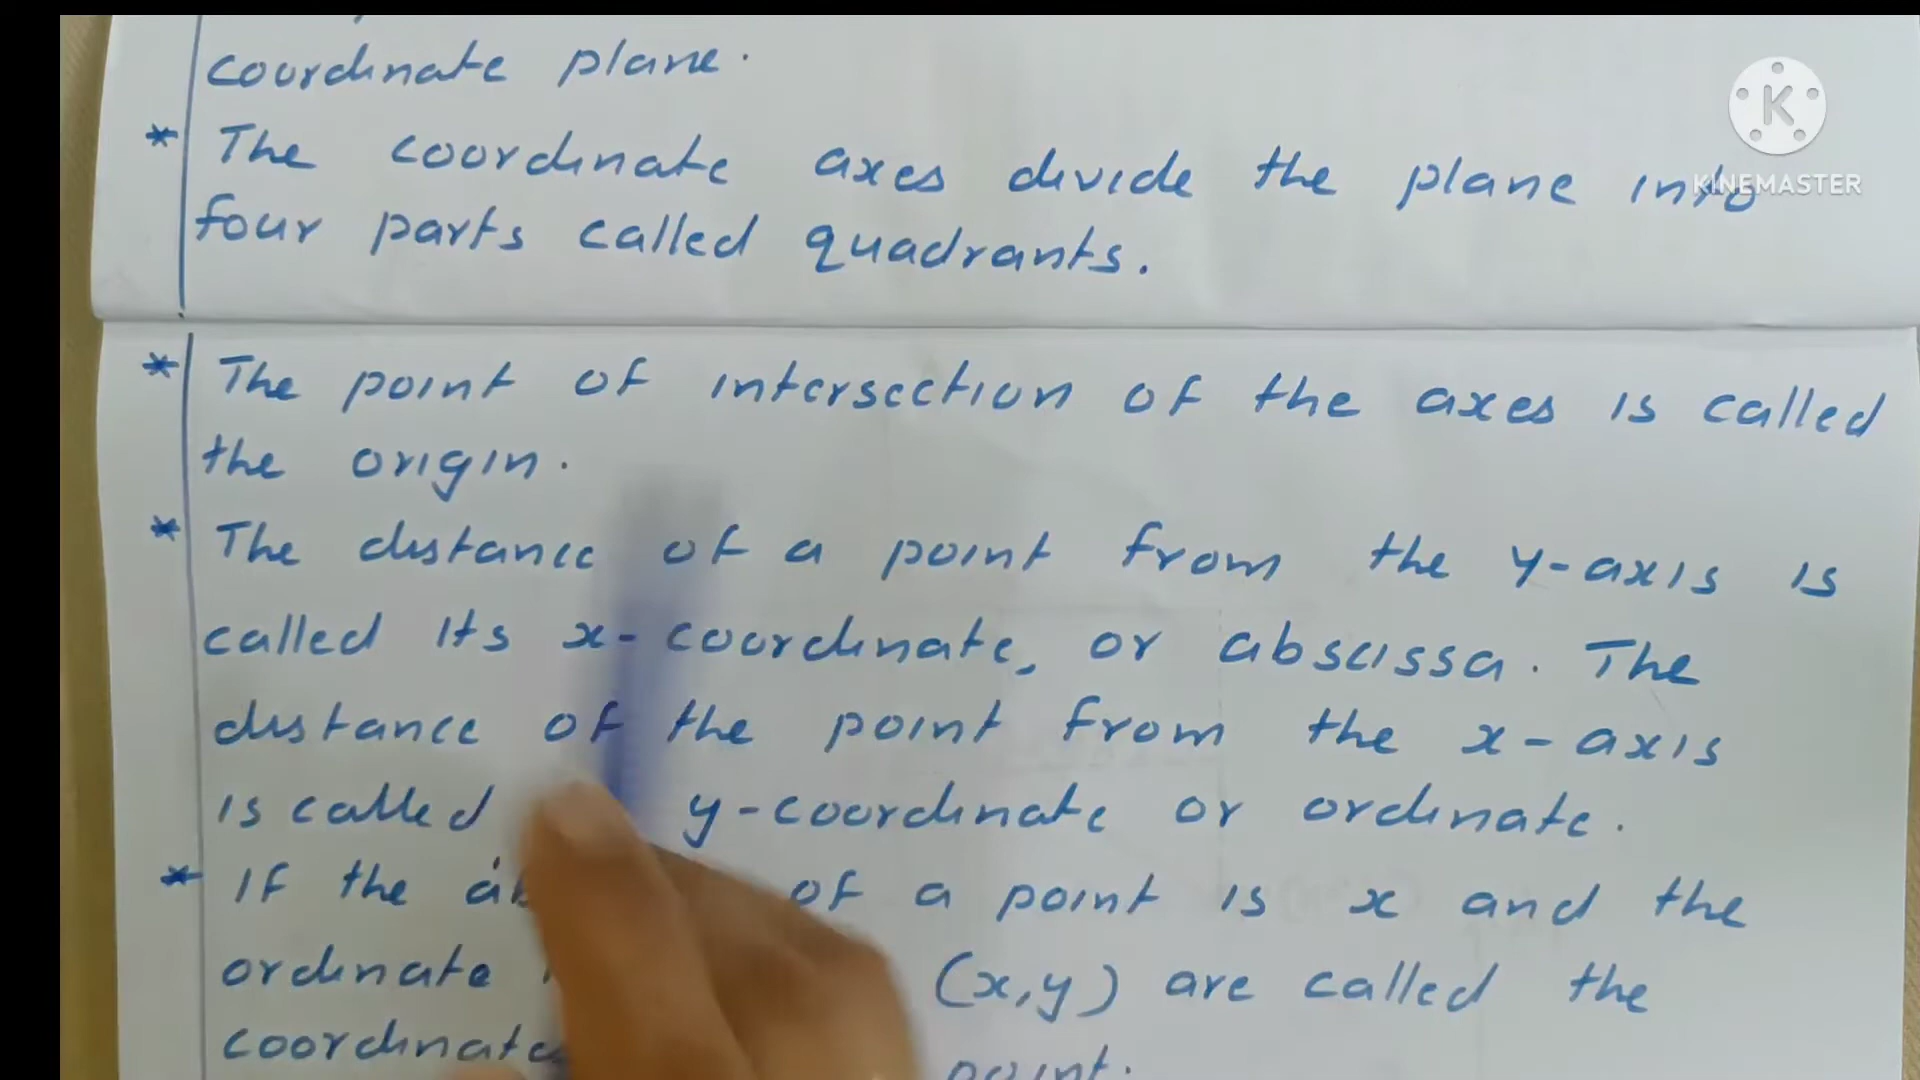 coordinate plane.
* The coordinate axes divide the plane into
four parts called quadrants.
* The point of intersection of the axes is called
the origin.
* The distance of a point from the y-axis is
called its x-coordinate, or abscissa. The
distance of the point from the x-axis
is called y-coordinate or ordinate.
* If the of a point is x and the
ordinate (x,y) are called the
coordinate
point.
K
KINEMASTER